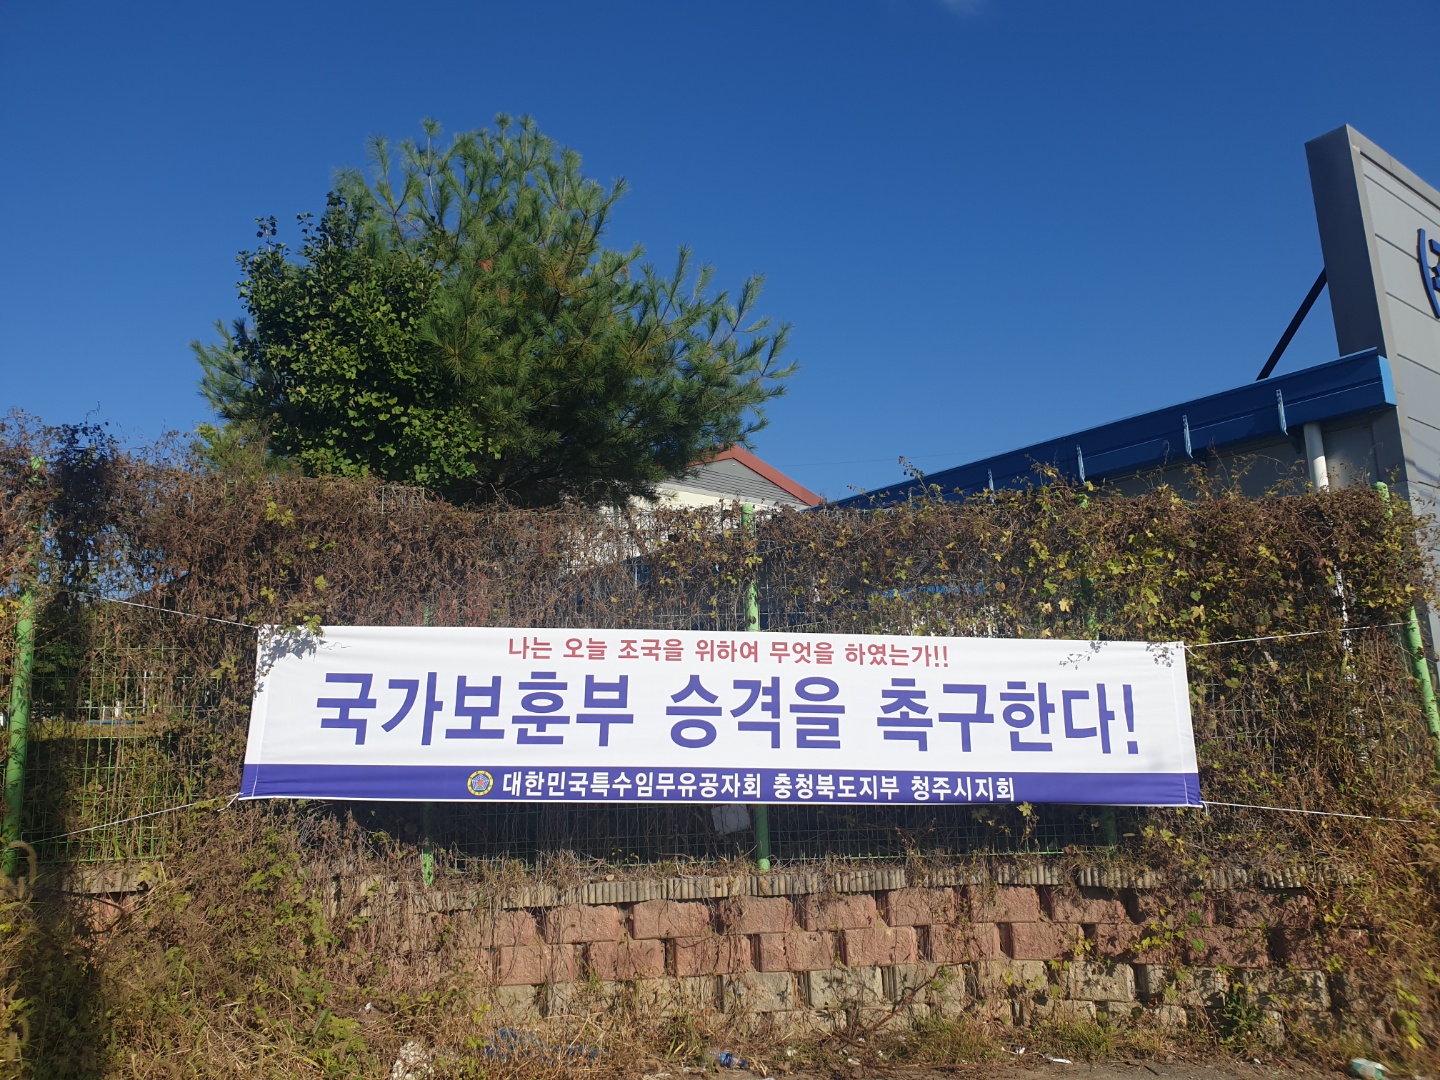 나는 오늘 조국을 위하여 무엇을 하였는가!!
국가보훈부 승격을 촉구한다!
대한민국특수임무유공자회 충청북도지부 청주시지회